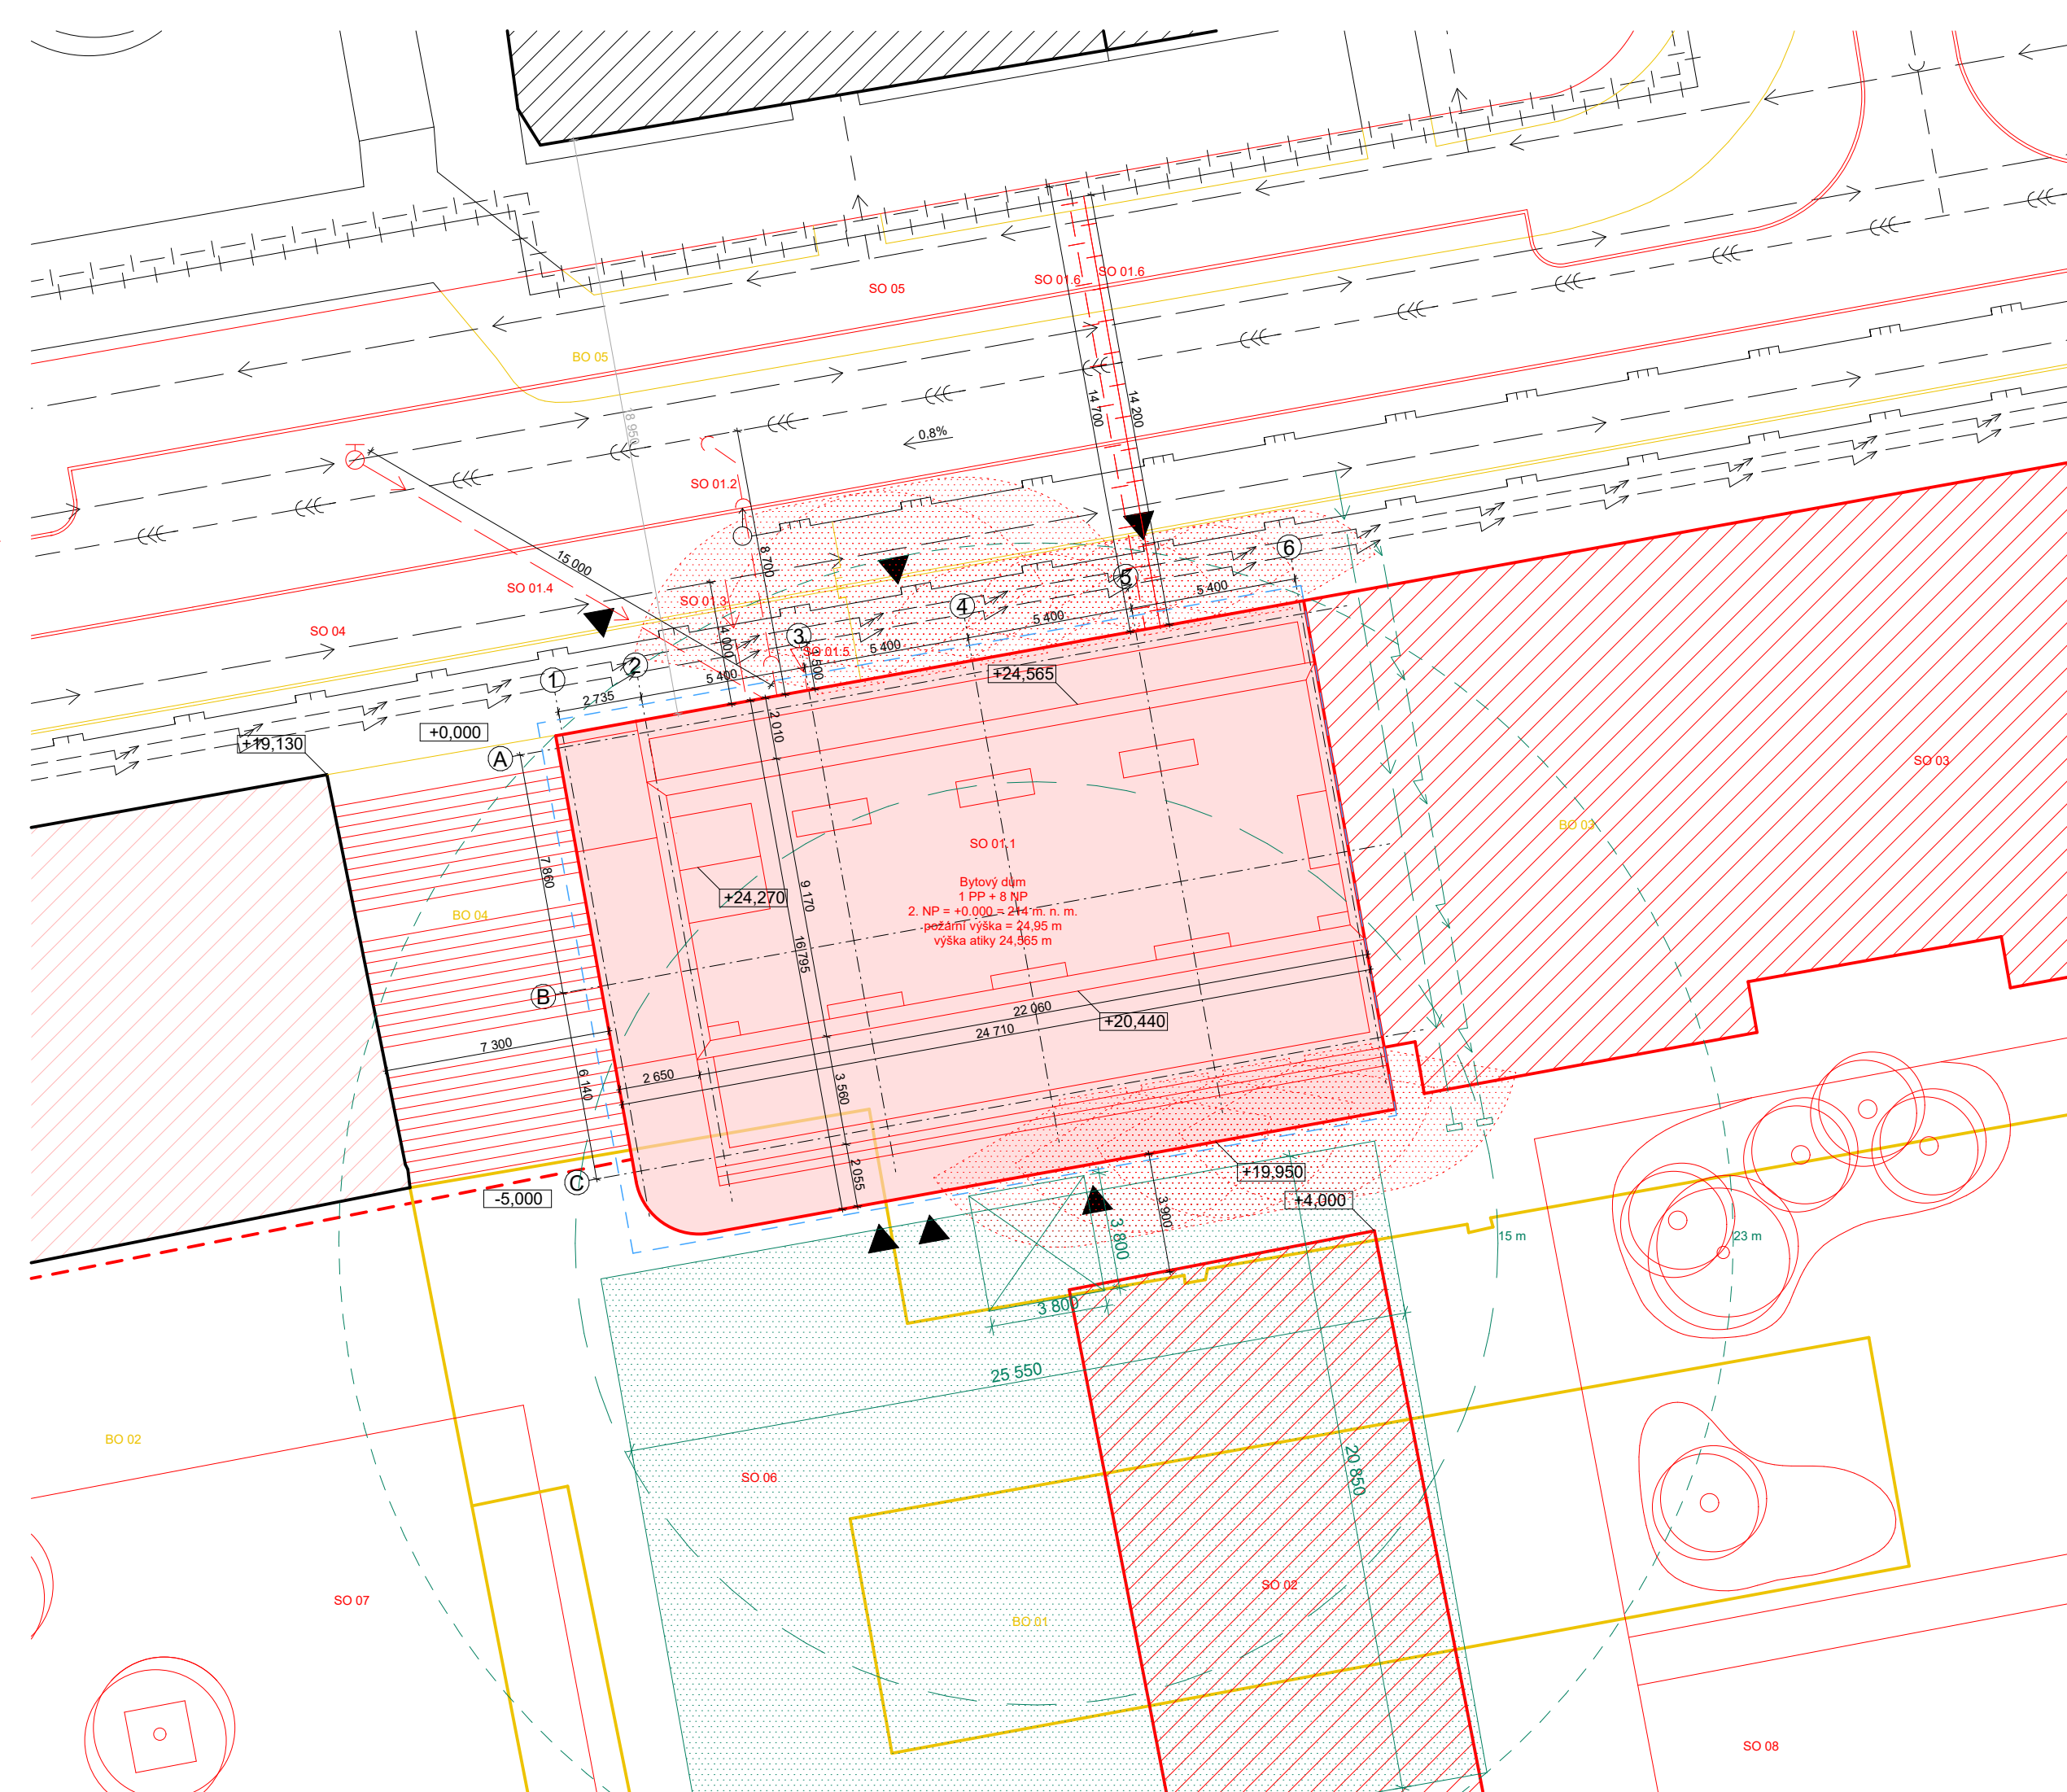 SO 01.6
SO 01.6
SO 05
BO 05
18 950
14 700
14 200
0,8%
SO 01.2
8 700
15 000
SO 01.4
SO 01.3
4 000
SO 01.5
1 500
SO 04
1
2
3
4
5
6
2 735
5 400
5 400
5 400
5 400
+0,000
+19,130
+24,565
A
2 010
SO 03
BO 03
SO 01.1
Bytový dům
1 PP + 8 NP
2. NP = +0.000 = 214 m. n. m.
požární výška = 24,95 m
výška atiky 24,565 m
7 860
+24,270
9 170
BO 04
16 795
B
22 060
24 710
+20,440
7 300
2 650
6 140
3 560
2 055
C
-5,000
+19,950
+4,000
3 900
3 800
3 800
15 m
23 m
25 550
20 850
BO 02
SO 06
SO 07
BO 01
SO 02
SO 08